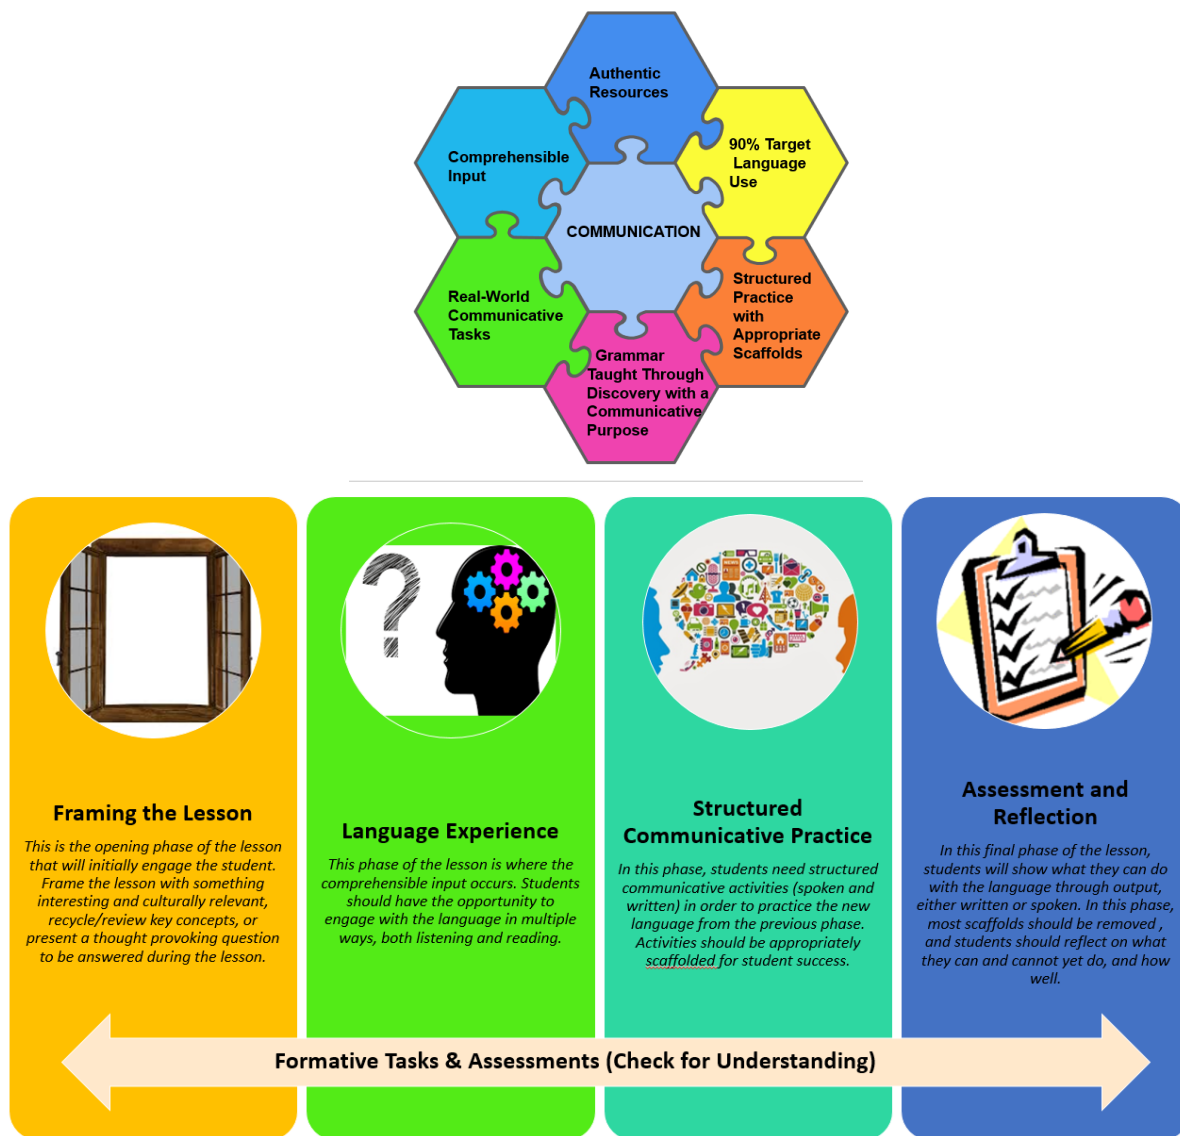 Authentic
Resources
Comprehensible
Input
90% Target
Language
Use
COMMUNICATION
Real-World
Communicative
Tasks
Structured
Practice
with
Appropriate
Scaffolds
Grammar
Taught Through
Discovery with a
Communicative
Purpose
Framing the Lesson
This is the opening phase of the lesson
that will initially engage the student.
Frame the lesson with something
interesting and culturally relevant,
recycle/review key concepts, or
present a thought provoking question
to be answered during the lesson.
?
Language Experience
This phase of the lesson is where the
comprehensible input occurs. Students
should have the opportunity to
engage with the language in multiple
ways, both listening and reading.
Structured
Communicative Practice
In this phase, students need structured
communicative activities (spoken and
written) in order to practice the new
language from the previous phase.
Activities should be appropriately
scaffolded for student success.
Assessment and
Reflection
In this final phase of the lesson,
students will show what they can do
with the language through output,
either written or spoken. In this phase,
most scaffolds should be removed ,
and students should reflect on what
they can and cannot yet do, and how
well.
Formative Tasks & Assessments (Check for Understanding)